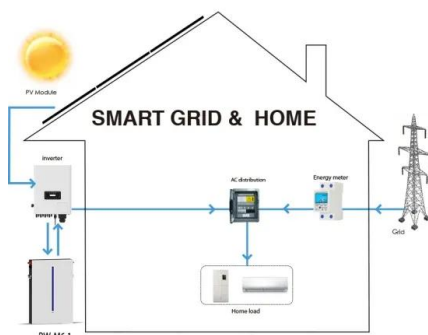 PV Module
SMART GRID & HOME
Inverter
AC distribution
Energy meter
Grid
Home load